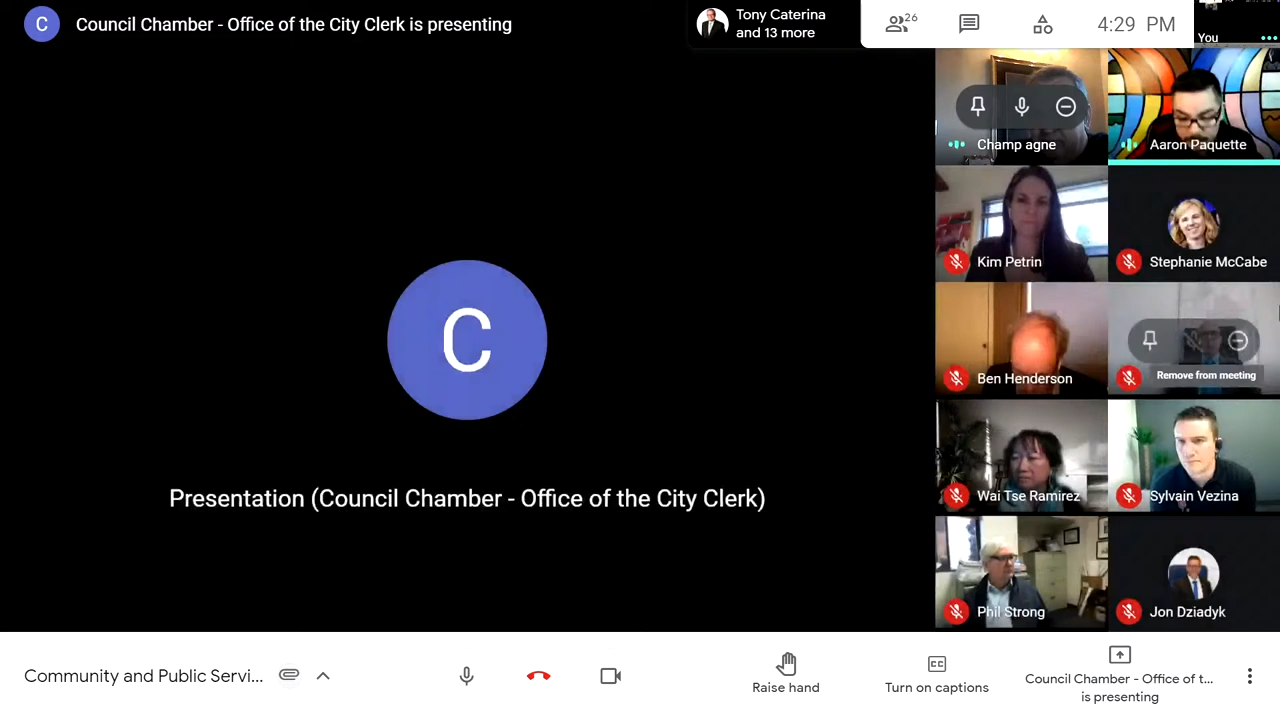 C
Council Chamber - Office of the City Clerk is presenting
Tony Caterina
and 13 more
26
4:29 PM
You
Champ agne
Aaron Paquette
Kim Petrin
Stephanie McCabe
Ben Henderson
Remove from meeting
Wai Tse Ramirez
Sylvain Vezina
Phil Strong
Jon Dziadyk
C
Presentation (Council Chamber - Office of the City Clerk)
Community and Public Servi...
Raise hand
CC
Turn on captions
Council Chamber - Office of t...
is presenting